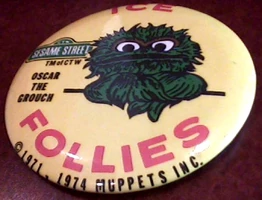 ICE
SESAME STREET
TM of CTW
OSCAR
THE
GROUCH
FOLLIES
© 1971 - 1974 MUPPETS INC.